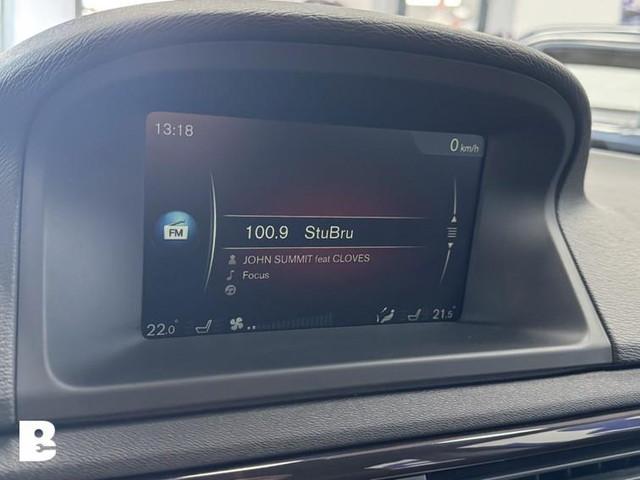 13:18
0 km/h
FM
100.9 StuBru
JOHN SUMMIT feat CLOVES
Focus
22.0° 21.5°
B